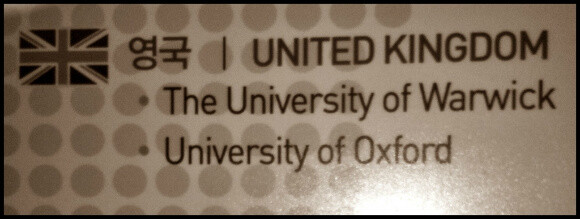 영국 | UNITED KINGDOM
• The University of Warwick
• University of Oxford